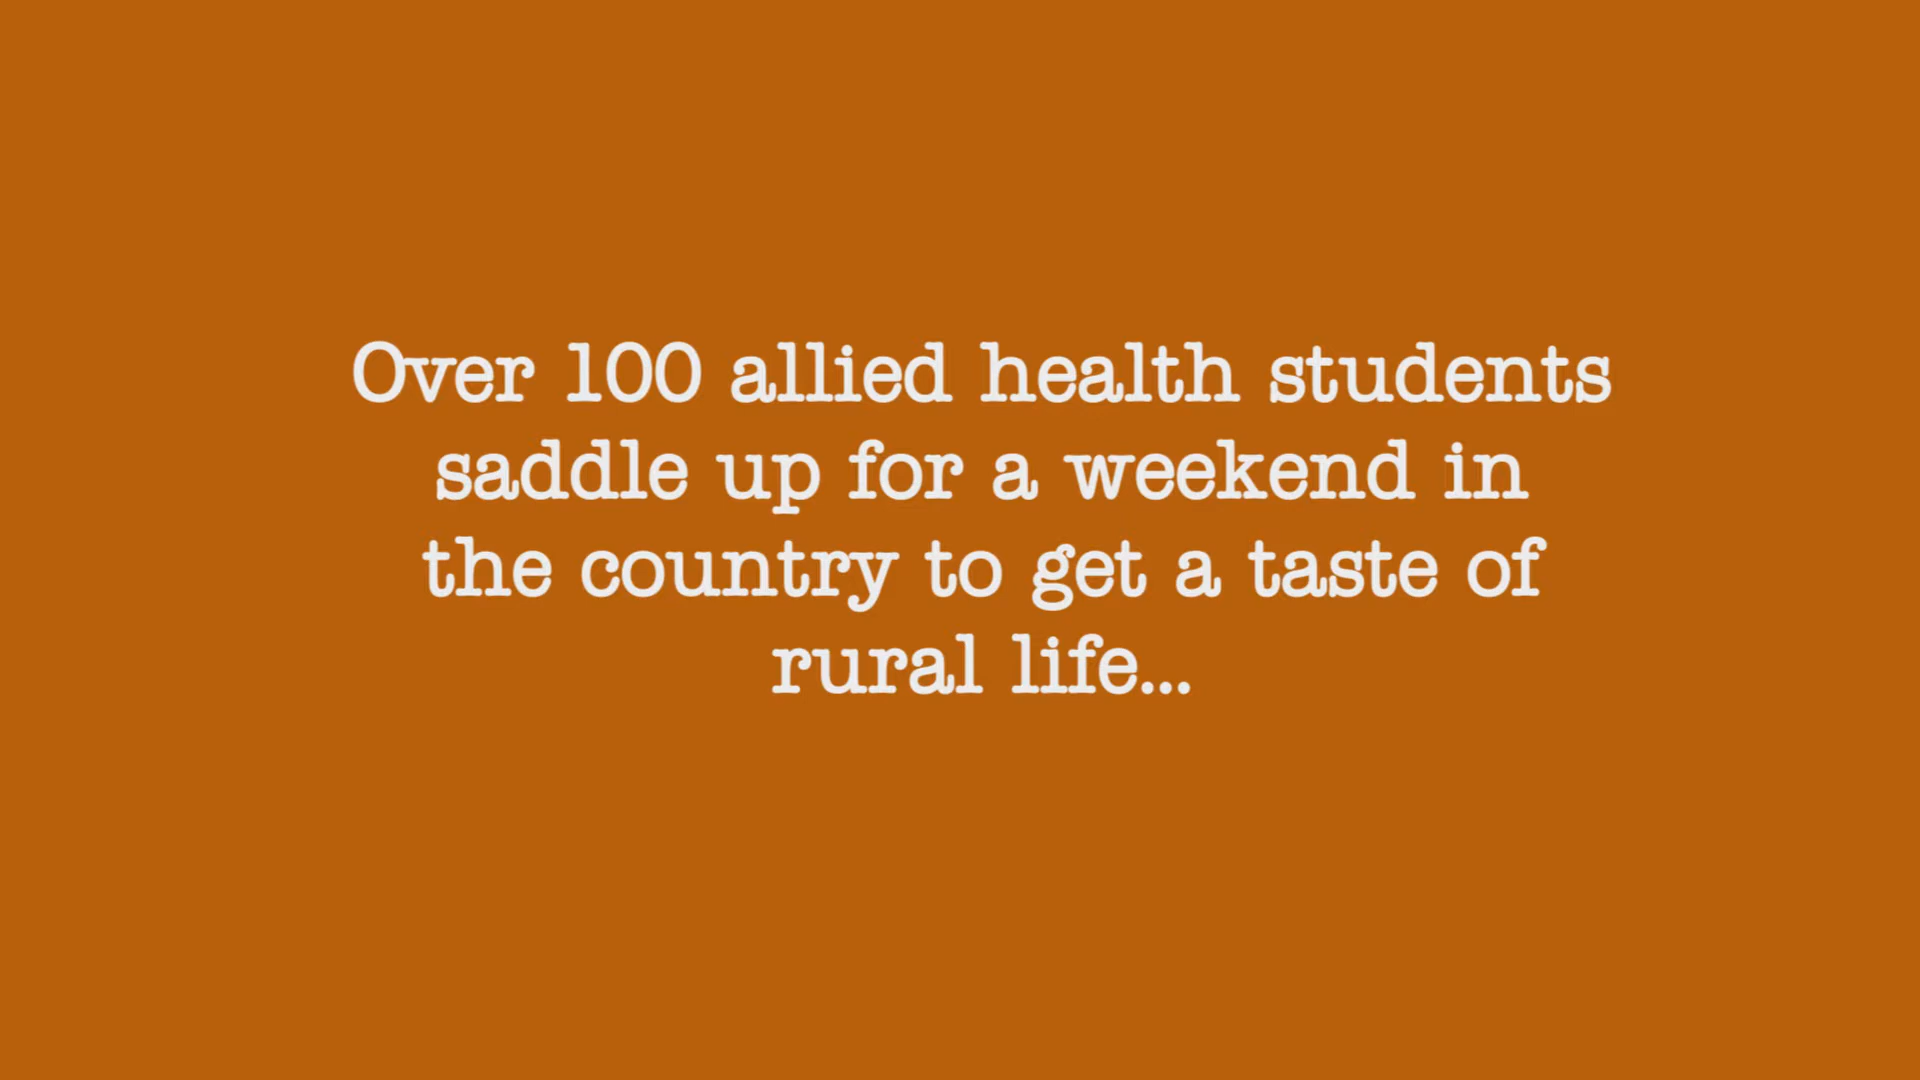 Over 100 allied health students
saddle up for a weekend in
the country to get a taste of
rural life...